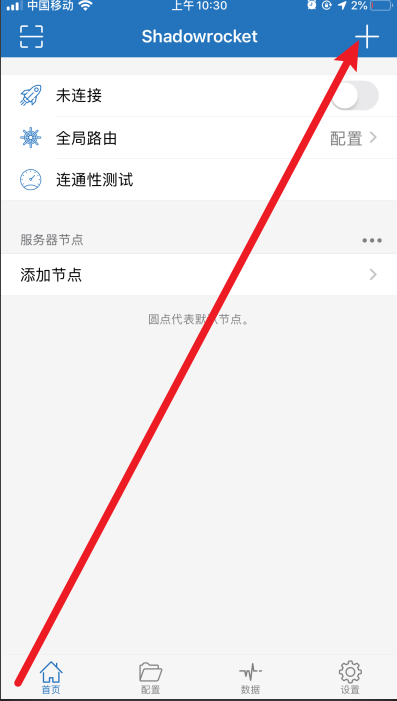 中国移动 上午10:30 2%
Shadowrocket
未连接
全局路由 配置
连通性测试
服务器节点
添加节点
圆点代表默认节点。
首页 配置 数据 设置